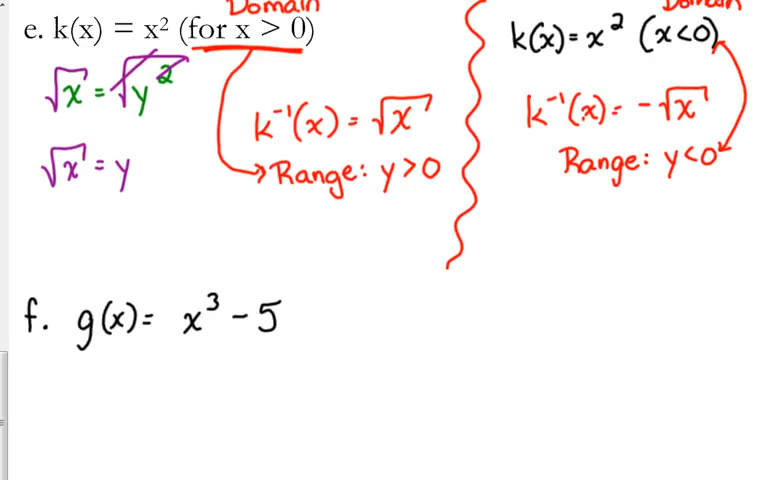 Domain
e. k(x) = x² (for x > 0)
√x = √y²
√x = y
k⁻¹(x) = √x
Range: y > 0
Domain
k(x) = x² (x < 0)
k⁻¹(x) = -√x
Range: y < 0
f. g(x) = x³ - 5